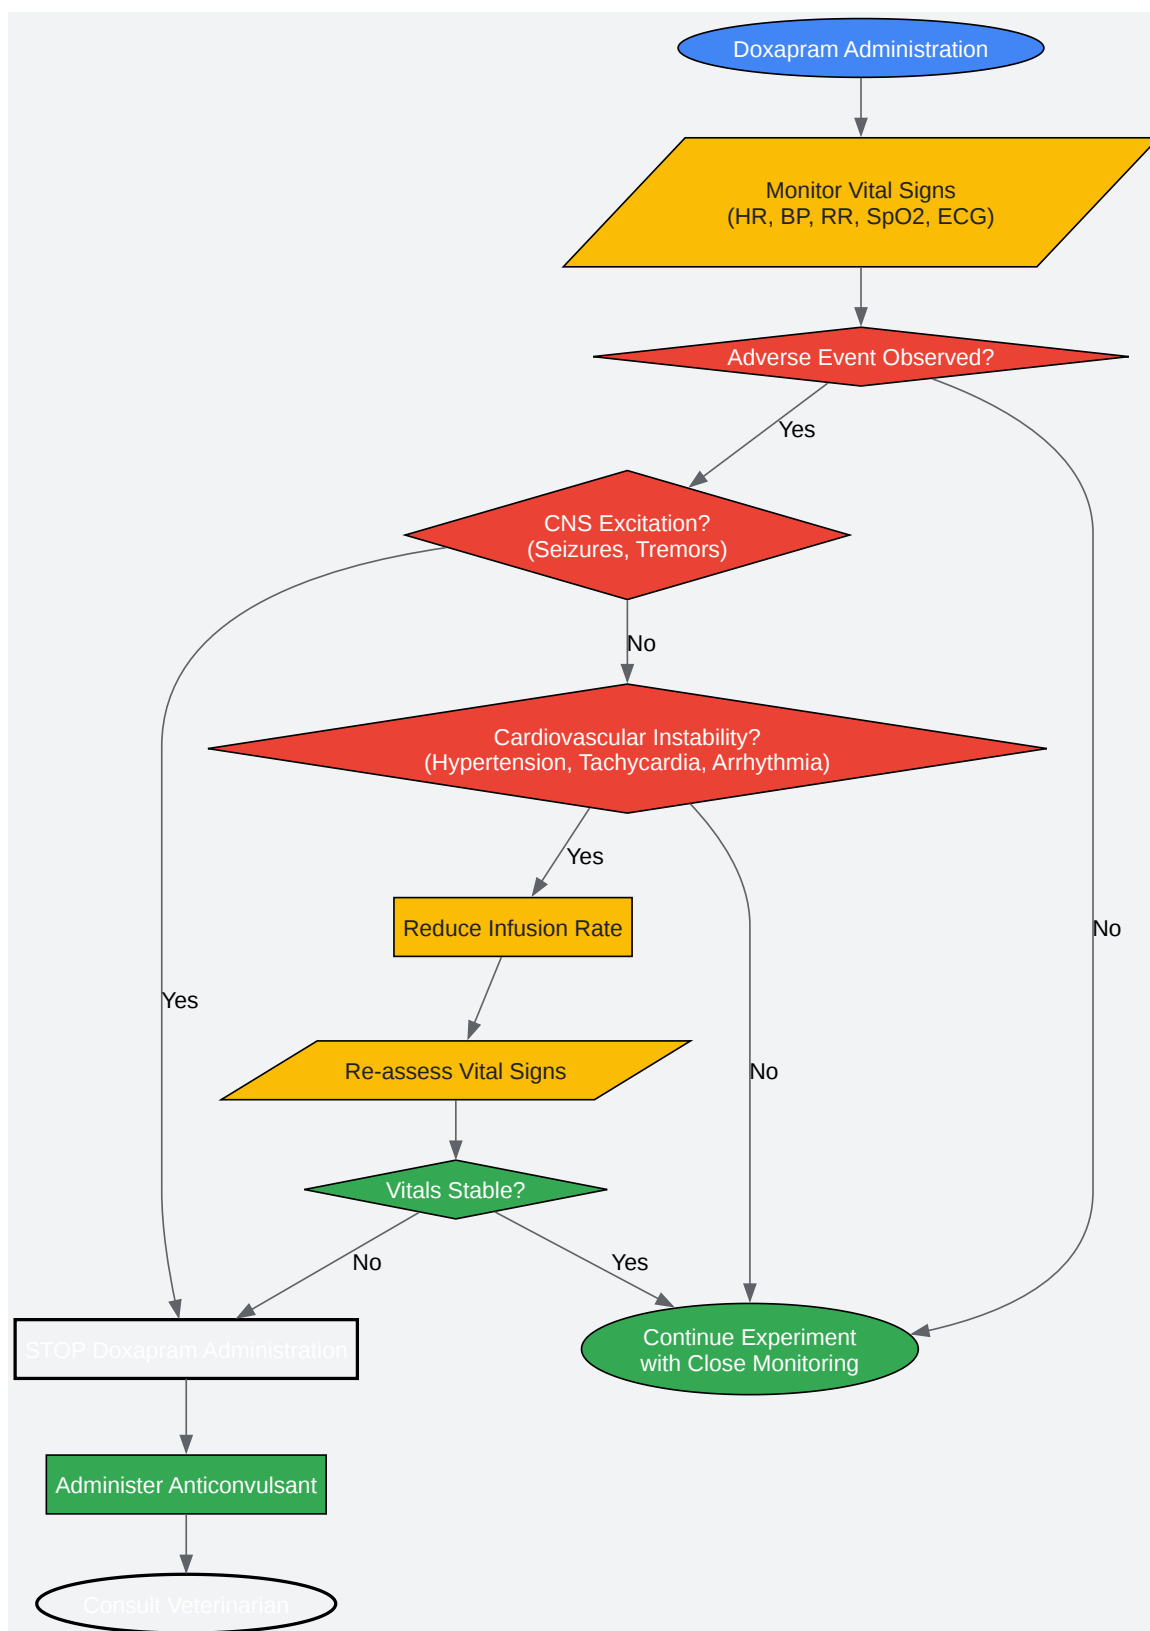 Doxapram Administration
Monitor Vital Signs
(HR, BP, RR, SpO2, ECG)
Adverse Event Observed?
Yes
CNS Excitation?
(Seizures, Tremors)
No
Cardiovascular Instability?
(Hypertension, Tachycardia, Arrhythmia)
Yes
Reduce Infusion Rate
No
Yes
Re-assess Vital Signs
No
Vitals Stable?
No
Yes
Continue Experiment
with Close Monitoring
STOP Doxapram Administration
Administer Anticonvulsant
Consult Veterinarian